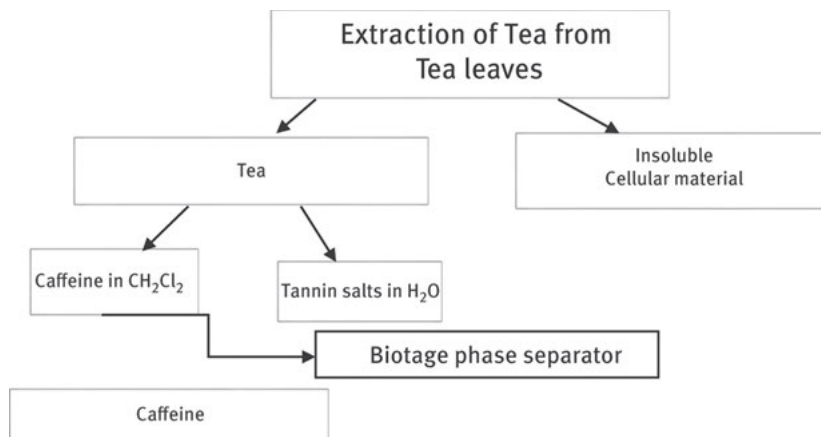 Extraction of Tea from
Tea leaves
Tea
Insoluble
Cellular material
Caffeine in CH₂Cl₂
Tannin salts in H₂O
Biotage phase separator
Caffeine